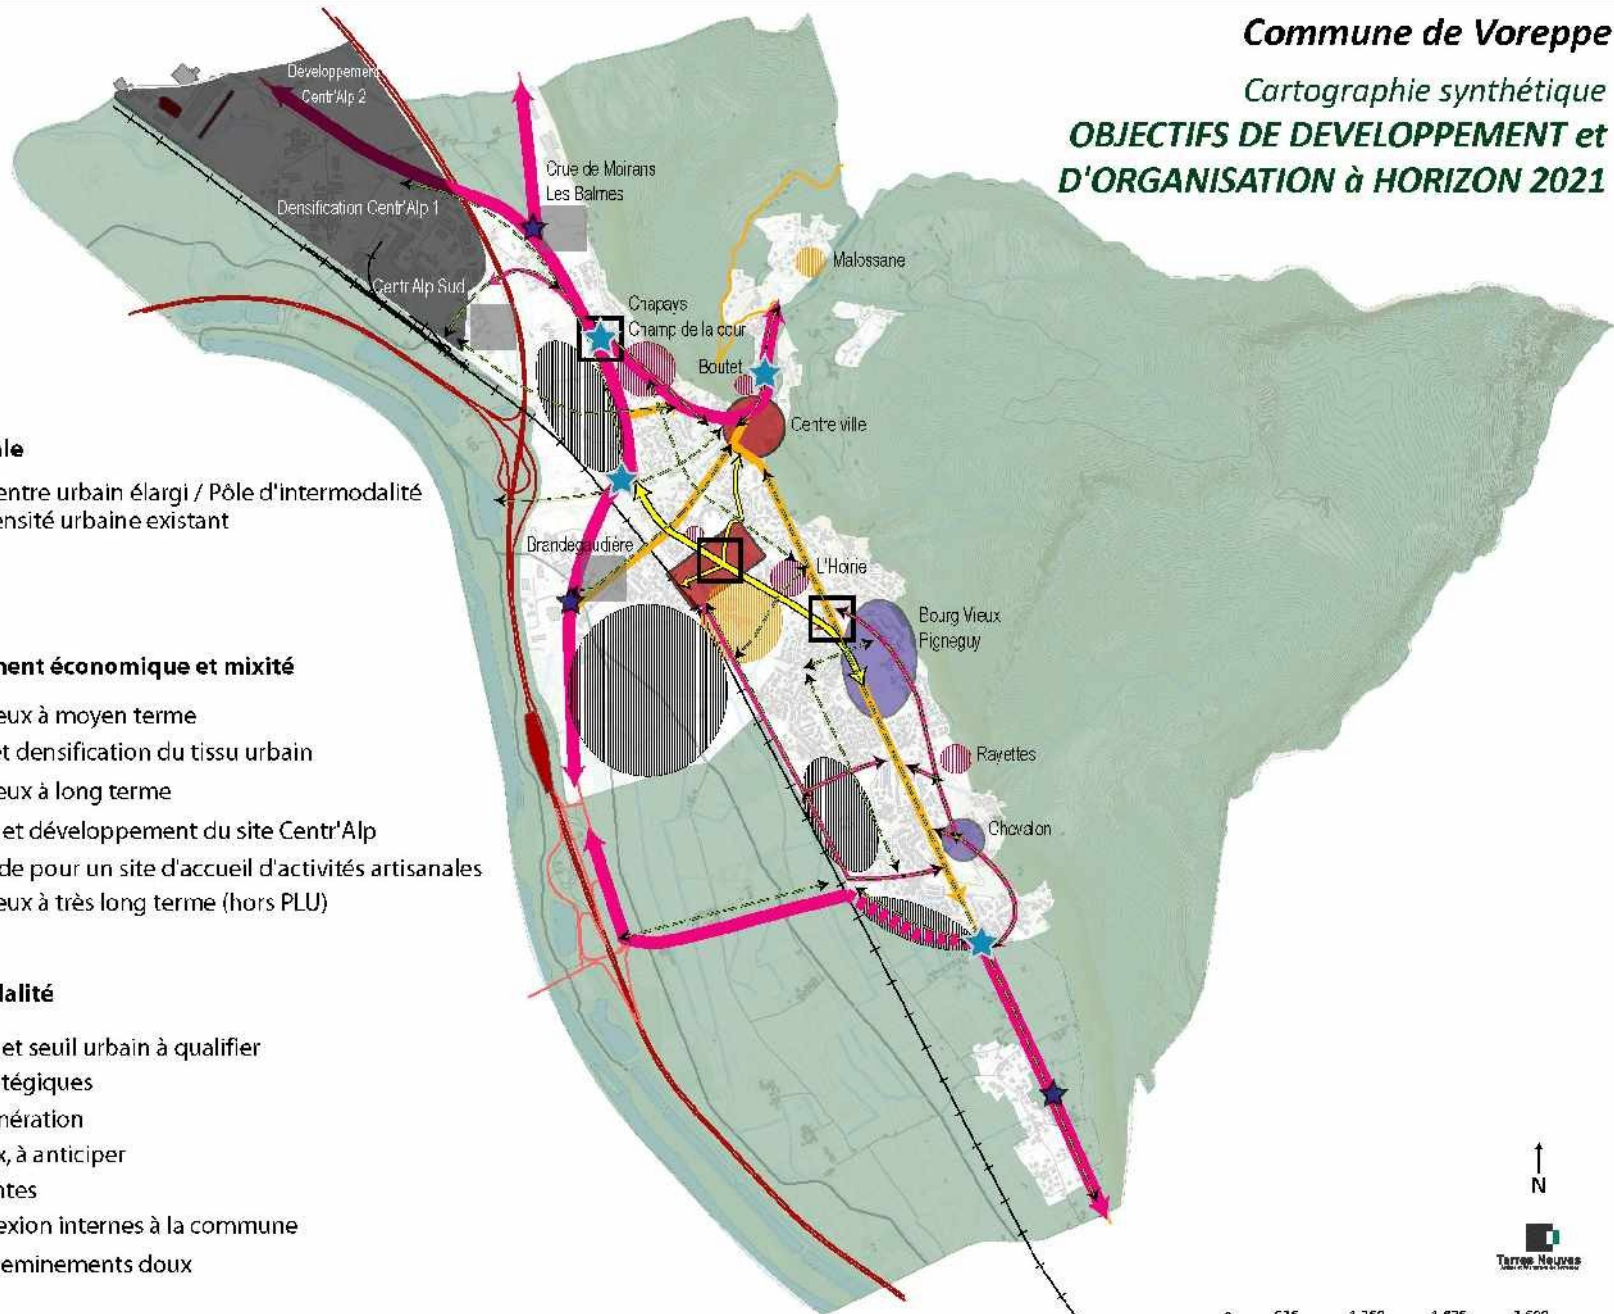 Commune de Voreppe
Cartographie synthétique
OBJECTIFS DE DEVELOPPEMENT et
D'ORGANISATION à HORIZON 2021
Développement
Centr'Alp 2
Crue de Moirans
Les Balmes
Densification Centr'Alp 1
Malossane
Centr'Alp Sud
Chapays
Champ de la cour
Boutet
Centre ville
entre urbain élargi / Pôle d'intermodalité
ensité urbaine existant
Brandegaudière
L'Hoirie
Bourg Vieux
Pigneguy
nent économique et mixité
eux à moyen terme
et densification du tissu urbain
Rayettes
eux à long terme
et développement du site Centr'Alp
Chevalon
de pour un site d'accueil d'activités artisanales
eux à très long terme (hors PLU)
dalité
et seuil urbain à qualifier
tégiques
nération
x, à anticiper
ntes
exion internes à la commune
eminements doux
N
Terres Neuves